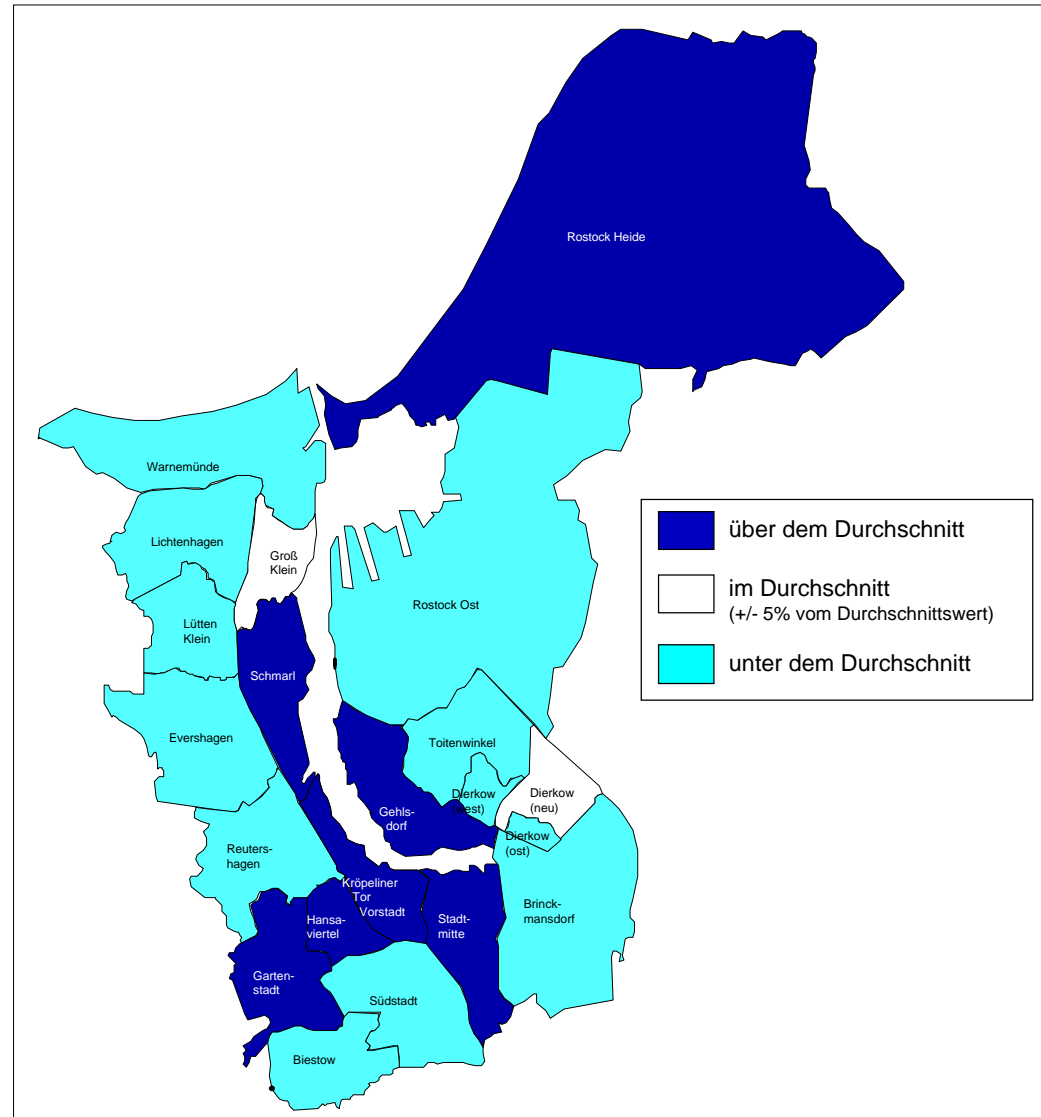 Rostock Heide
Warnemünde
Lichtenhagen
Groß
Klein
Rostock Ost
Lütten
Klein
Schmarl
Evershagen
Toitenwinkel
Dierkow
(west)
Dierkow
(neu)
Gehls-
dorf
Dierkow
(ost)
Reuters-
hagen
Kröpeliner
Tor
Vorstadt
Hansa-
viertel
Stadt-
mitte
Brinck-
mansdorf
Garten-
stadt
Südstadt
Biestow
über dem Durchschnitt
im Durchschnitt
(+/- 5% vom Durchschnittswert)
unter dem Durchschnitt